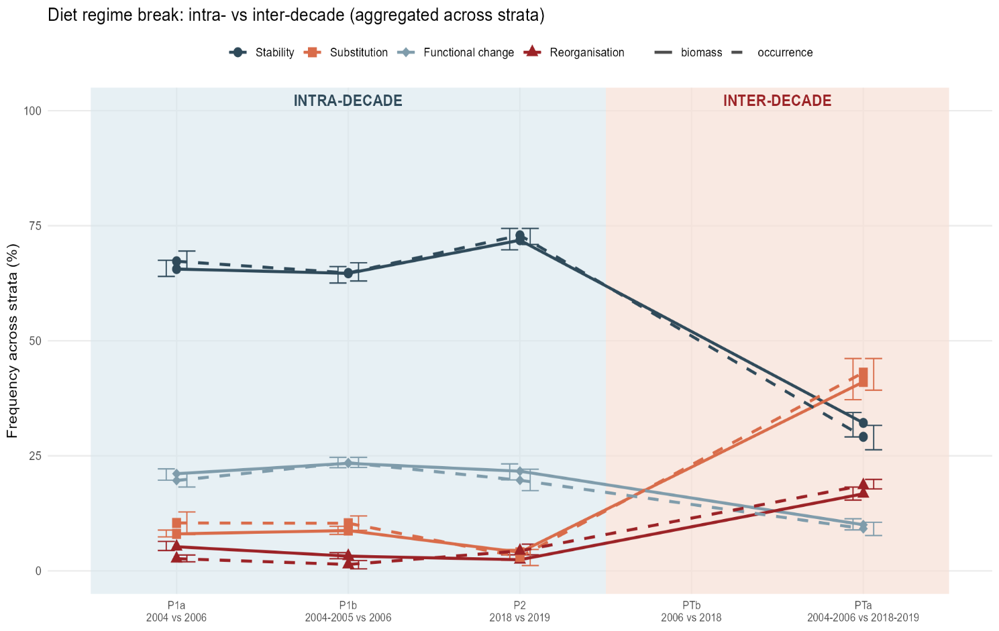 Diet regime break: intra- vs inter-decade (aggregated across strata)
Stability Substitution Functional change Reorganisation biomass occurrence
INTRA-DECADE INTER-DECADE
100
75
50
25
0
Frequency across strata (%)
P1a P1b P2 PTb PTa
2004 vs 2006 2004-2005 vs 2006 2018 vs 2019 2006 vs 2018 2004-2006 vs 2018-2019